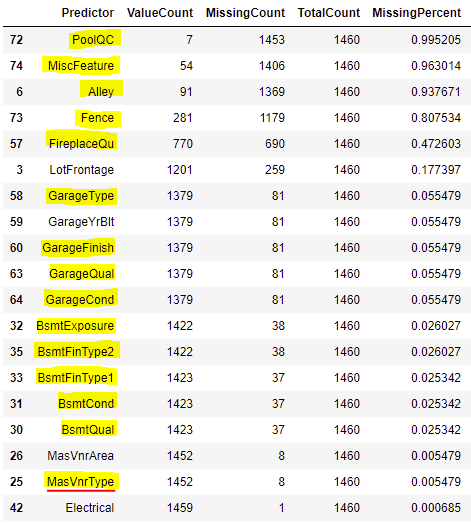 Predictor ValueCount MissingCount TotalCount MissingPercent
72 PoolQC 7 1453 1460 0.995205
74 MiscFeature 54 1406 1460 0.963014
6 Alley 91 1369 1460 0.937671
73 Fence 281 1179 1460 0.807534
57 FireplaceQu 770 690 1460 0.472603
3 LotFrontage 1201 259 1460 0.177397
58 GarageType 1379 81 1460 0.055479
59 GarageYrBlt 1379 81 1460 0.055479
60 GarageFinish 1379 81 1460 0.055479
63 GarageQual 1379 81 1460 0.055479
64 GarageCond 1379 81 1460 0.055479
32 BsmtExposure 1422 38 1460 0.026027
35 BsmtFinType2 1422 38 1460 0.026027
33 BsmtFinType1 1423 37 1460 0.025342
31 BsmtCond 1423 37 1460 0.025342
30 BsmtQual 1423 37 1460 0.025342
26 MasVnrArea 1452 8 1460 0.005479
25 MasVnrType 1452 8 1460 0.005479
42 Electrical 1459 1 1460 0.000685